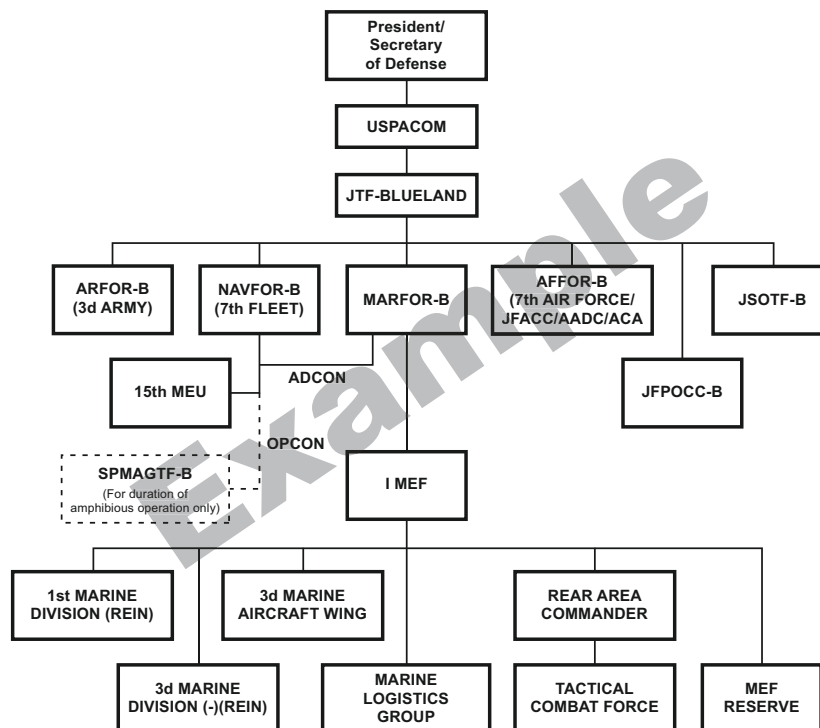 President/
Secretary
of Defense
USPACOM
JTF-BLUELAND
ARFOR-B
(3d ARMY)
NAVFOR-B
(7th FLEET)
MARFOR-B
AFFOR-B
(7th AIR FORCE/
JFACC/AADC/ACA
JSOTF-B
15th MEU
ADCON
JFPOCC-B
OPCON
SPMAGTF-B
(For duration of
amphibious operation only)
I MEF
1st MARINE
DIVISION (REIN)
3d MARINE
AIRCRAFT WING
REAR AREA
COMMANDER
3d MARINE
DIVISION (-)(REIN)
MARINE
LOGISTICS
GROUP
TACTICAL
COMBAT FORCE
MEF
RESERVE
Example